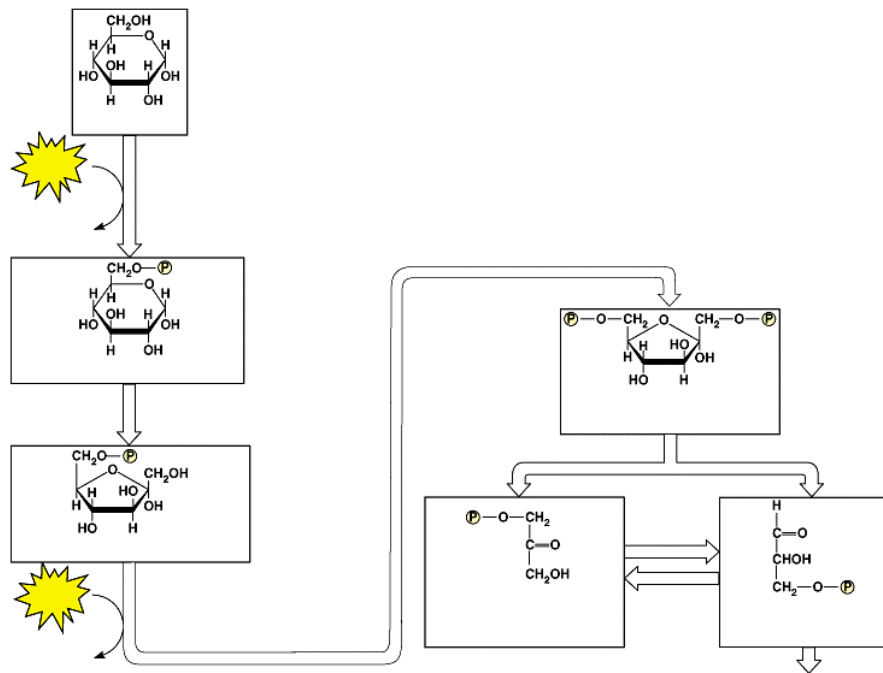 CH₂OH
O
H H H
OH H
HO OH
H OH
CH₂O—P
O
H H H
OH H
HO OH
H OH
CH₂O—P
O CH₂OH
H HO
H H OH
HO H
P—O—CH₂ O CH₂—O—P
HO
H H OH
HO H
P—O—CH₂
C=O
CH₂OH
H
C=O
CHOH
CH₂—O—P